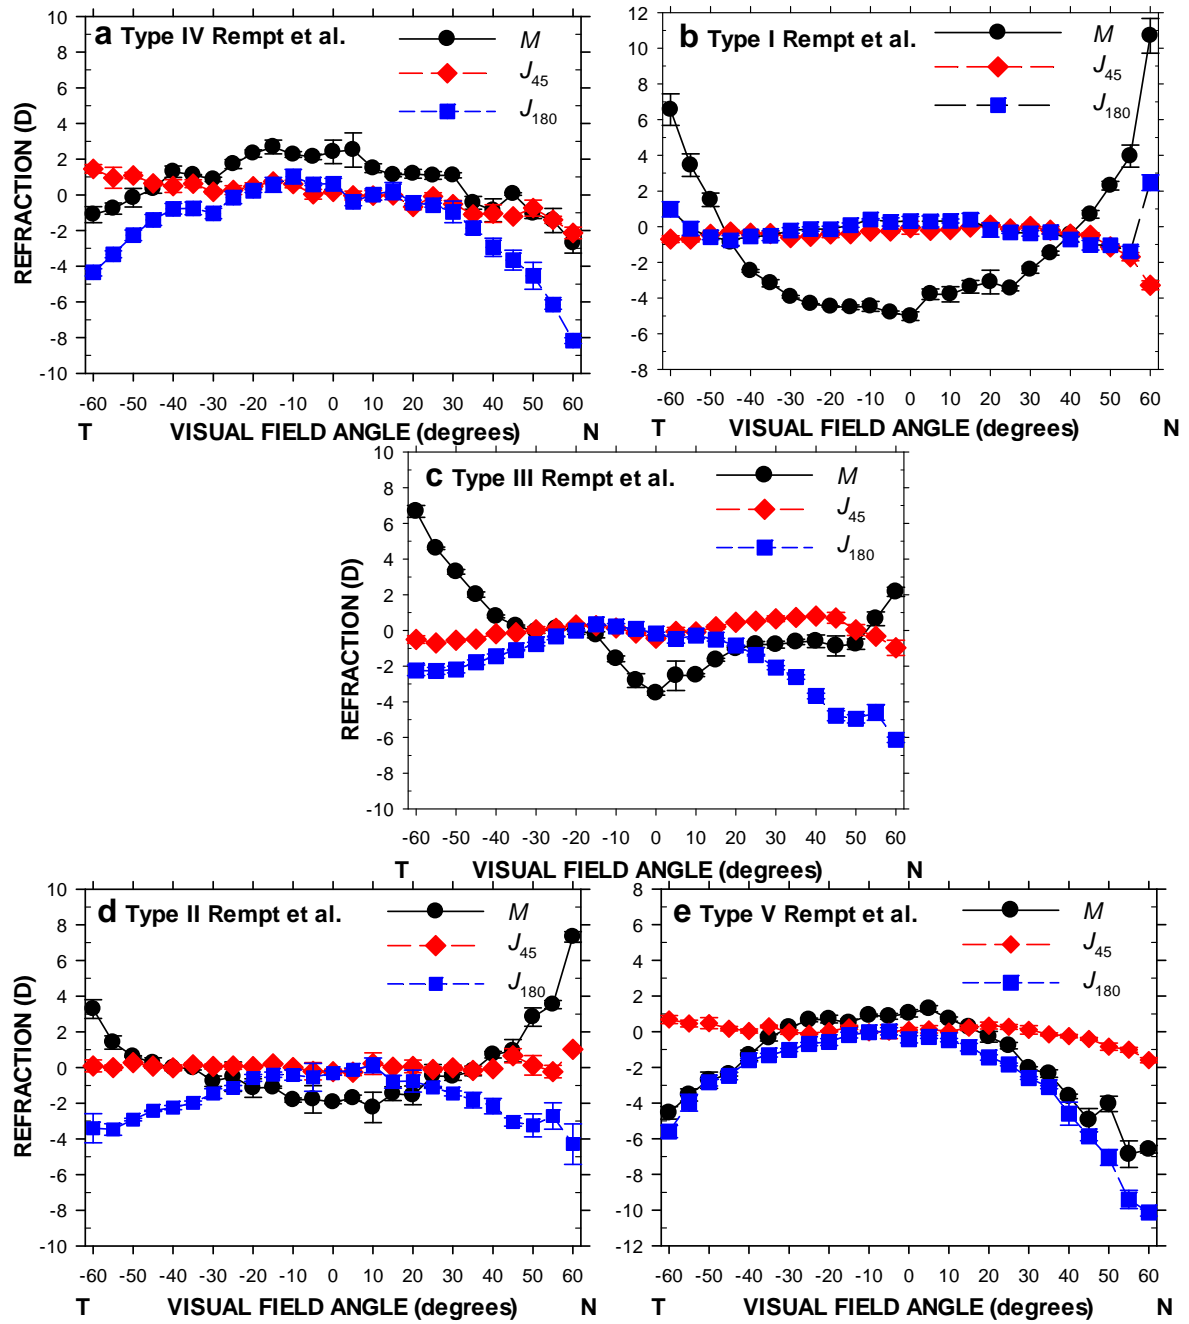 a Type IV Rempt et al.
M
J45
J180
REFRACTION (D)
10
8
6
4
2
0
-2
-4
-6
-8
-10
-60 -50 -40 -30 -20 -10 0 10 20 30 40 50 60
T VISUAL FIELD ANGLE (degrees) N
b Type I Rempt et al.
M
J45
J180
12
10
8
6
4
2
0
-2
-4
-6
-8
-60 -50 -40 -30 -20 -10 0 10 20 30 40 50 60
T VISUAL FIELD ANGLE (degrees) N
c Type III Rempt et al.
M
J45
J180
REFRACTION (D)
10
8
6
4
2
0
-2
-4
-6
-8
-10
-60 -50 -40 -30 -20 -10 0 10 20 30 40 50 60
T VISUAL FIELD ANGLE (degrees) N
d Type II Rempt et al.
M
J45
J180
REFRACTION (D)
10
8
6
4
2
0
-2
-4
-6
-8
-10
-60 -50 -40 -30 -20 -10 0 10 20 30 40 50 60
T VISUAL FIELD ANGLE (degrees) N
e Type V Rempt et al.
M
J45
J180
8
6
4
2
0
-2
-4
-6
-8
-10
-12
-60 -50 -40 -30 -20 -10 0 10 20 30 40 50 60
T VISUAL FIELD ANGLE (degrees) N